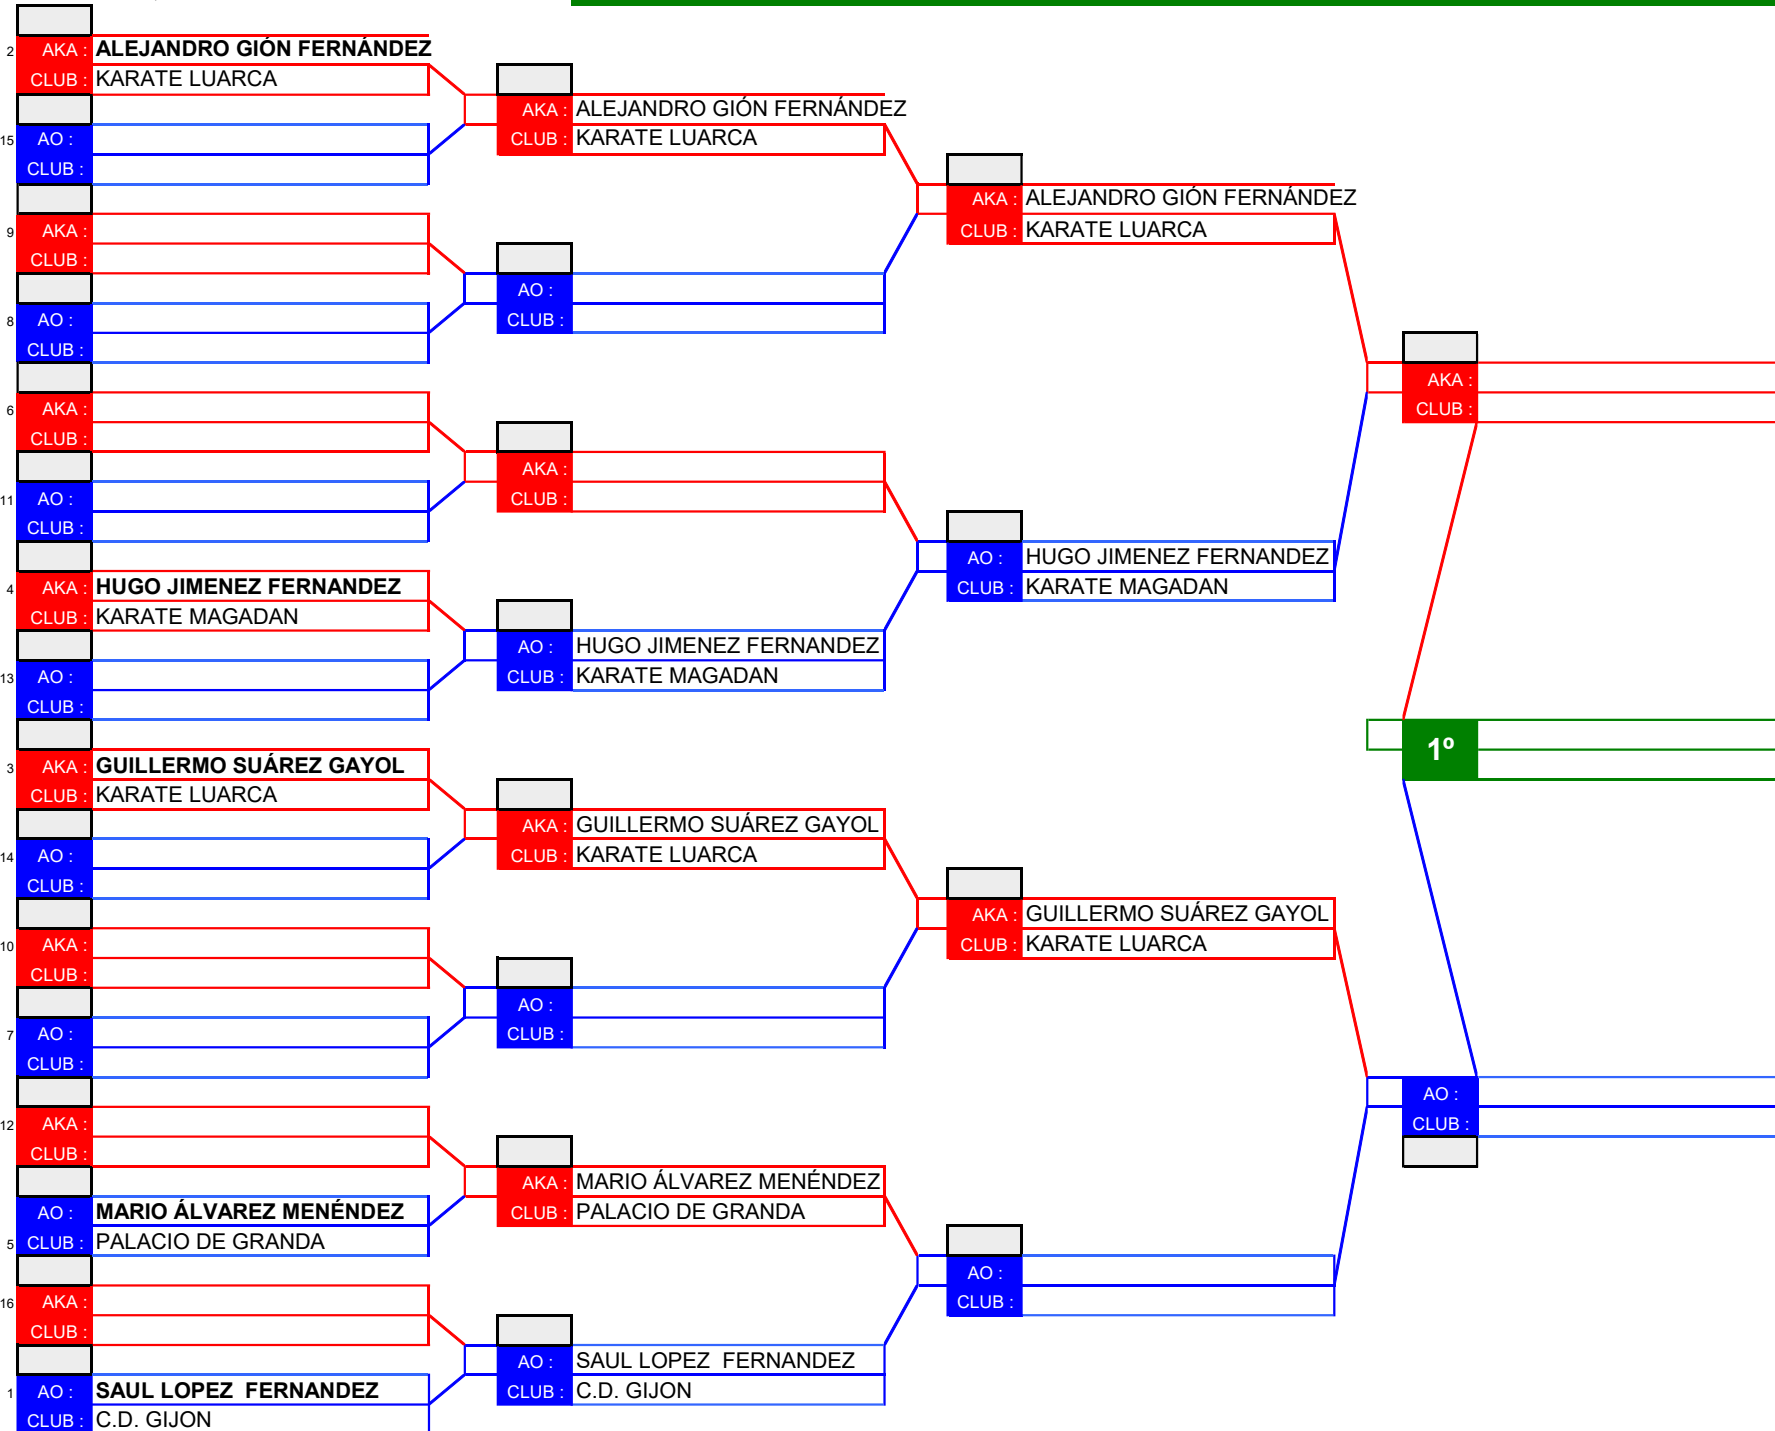 2 AKA : ALEJANDRO GIÓN FERNÁNDEZ
CLUB : KARATE LUARCA
15 AO :
CLUB :
9 AKA :
CLUB :
8 AO :
CLUB :
6 AKA :
CLUB :
11 AO :
CLUB :
4 AKA : HUGO JIMENEZ FERNANDEZ
CLUB : KARATE MAGADAN
13 AO :
CLUB :
3 AKA : GUILLERMO SUÁREZ GAYOL
CLUB : KARATE LUARCA
14 AO :
CLUB :
10 AKA :
CLUB :
7 AO :
CLUB :
12 AKA :
CLUB :
AO : MARIO ÁLVAREZ MENÉNDEZ
5 CLUB : PALACIO DE GRANDA
16 AKA :
CLUB :
1 AO : SAUL LOPEZ  FERNANDEZ
CLUB : C.D. GIJON
AKA : ALEJANDRO GIÓN FERNÁNDEZ
CLUB : KARATE LUARCA
AO :
CLUB :
AKA :
CLUB :
AO : HUGO JIMENEZ FERNANDEZ
CLUB : KARATE MAGADAN
AKA : GUILLERMO SUÁREZ GAYOL
CLUB : KARATE LUARCA
AO :
CLUB :
AKA : MARIO ÁLVAREZ MENÉNDEZ
CLUB : PALACIO DE GRANDA
AO : SAUL LOPEZ  FERNANDEZ
CLUB : C.D. GIJON
AKA : ALEJANDRO GIÓN FERNÁNDEZ
CLUB : KARATE LUARCA
AO : HUGO JIMENEZ FERNANDEZ
CLUB : KARATE MAGADAN
AKA : GUILLERMO SUÁREZ GAYOL
CLUB : KARATE LUARCA
AO :
CLUB :
AKA :
CLUB :
1º
AO :
CLUB :